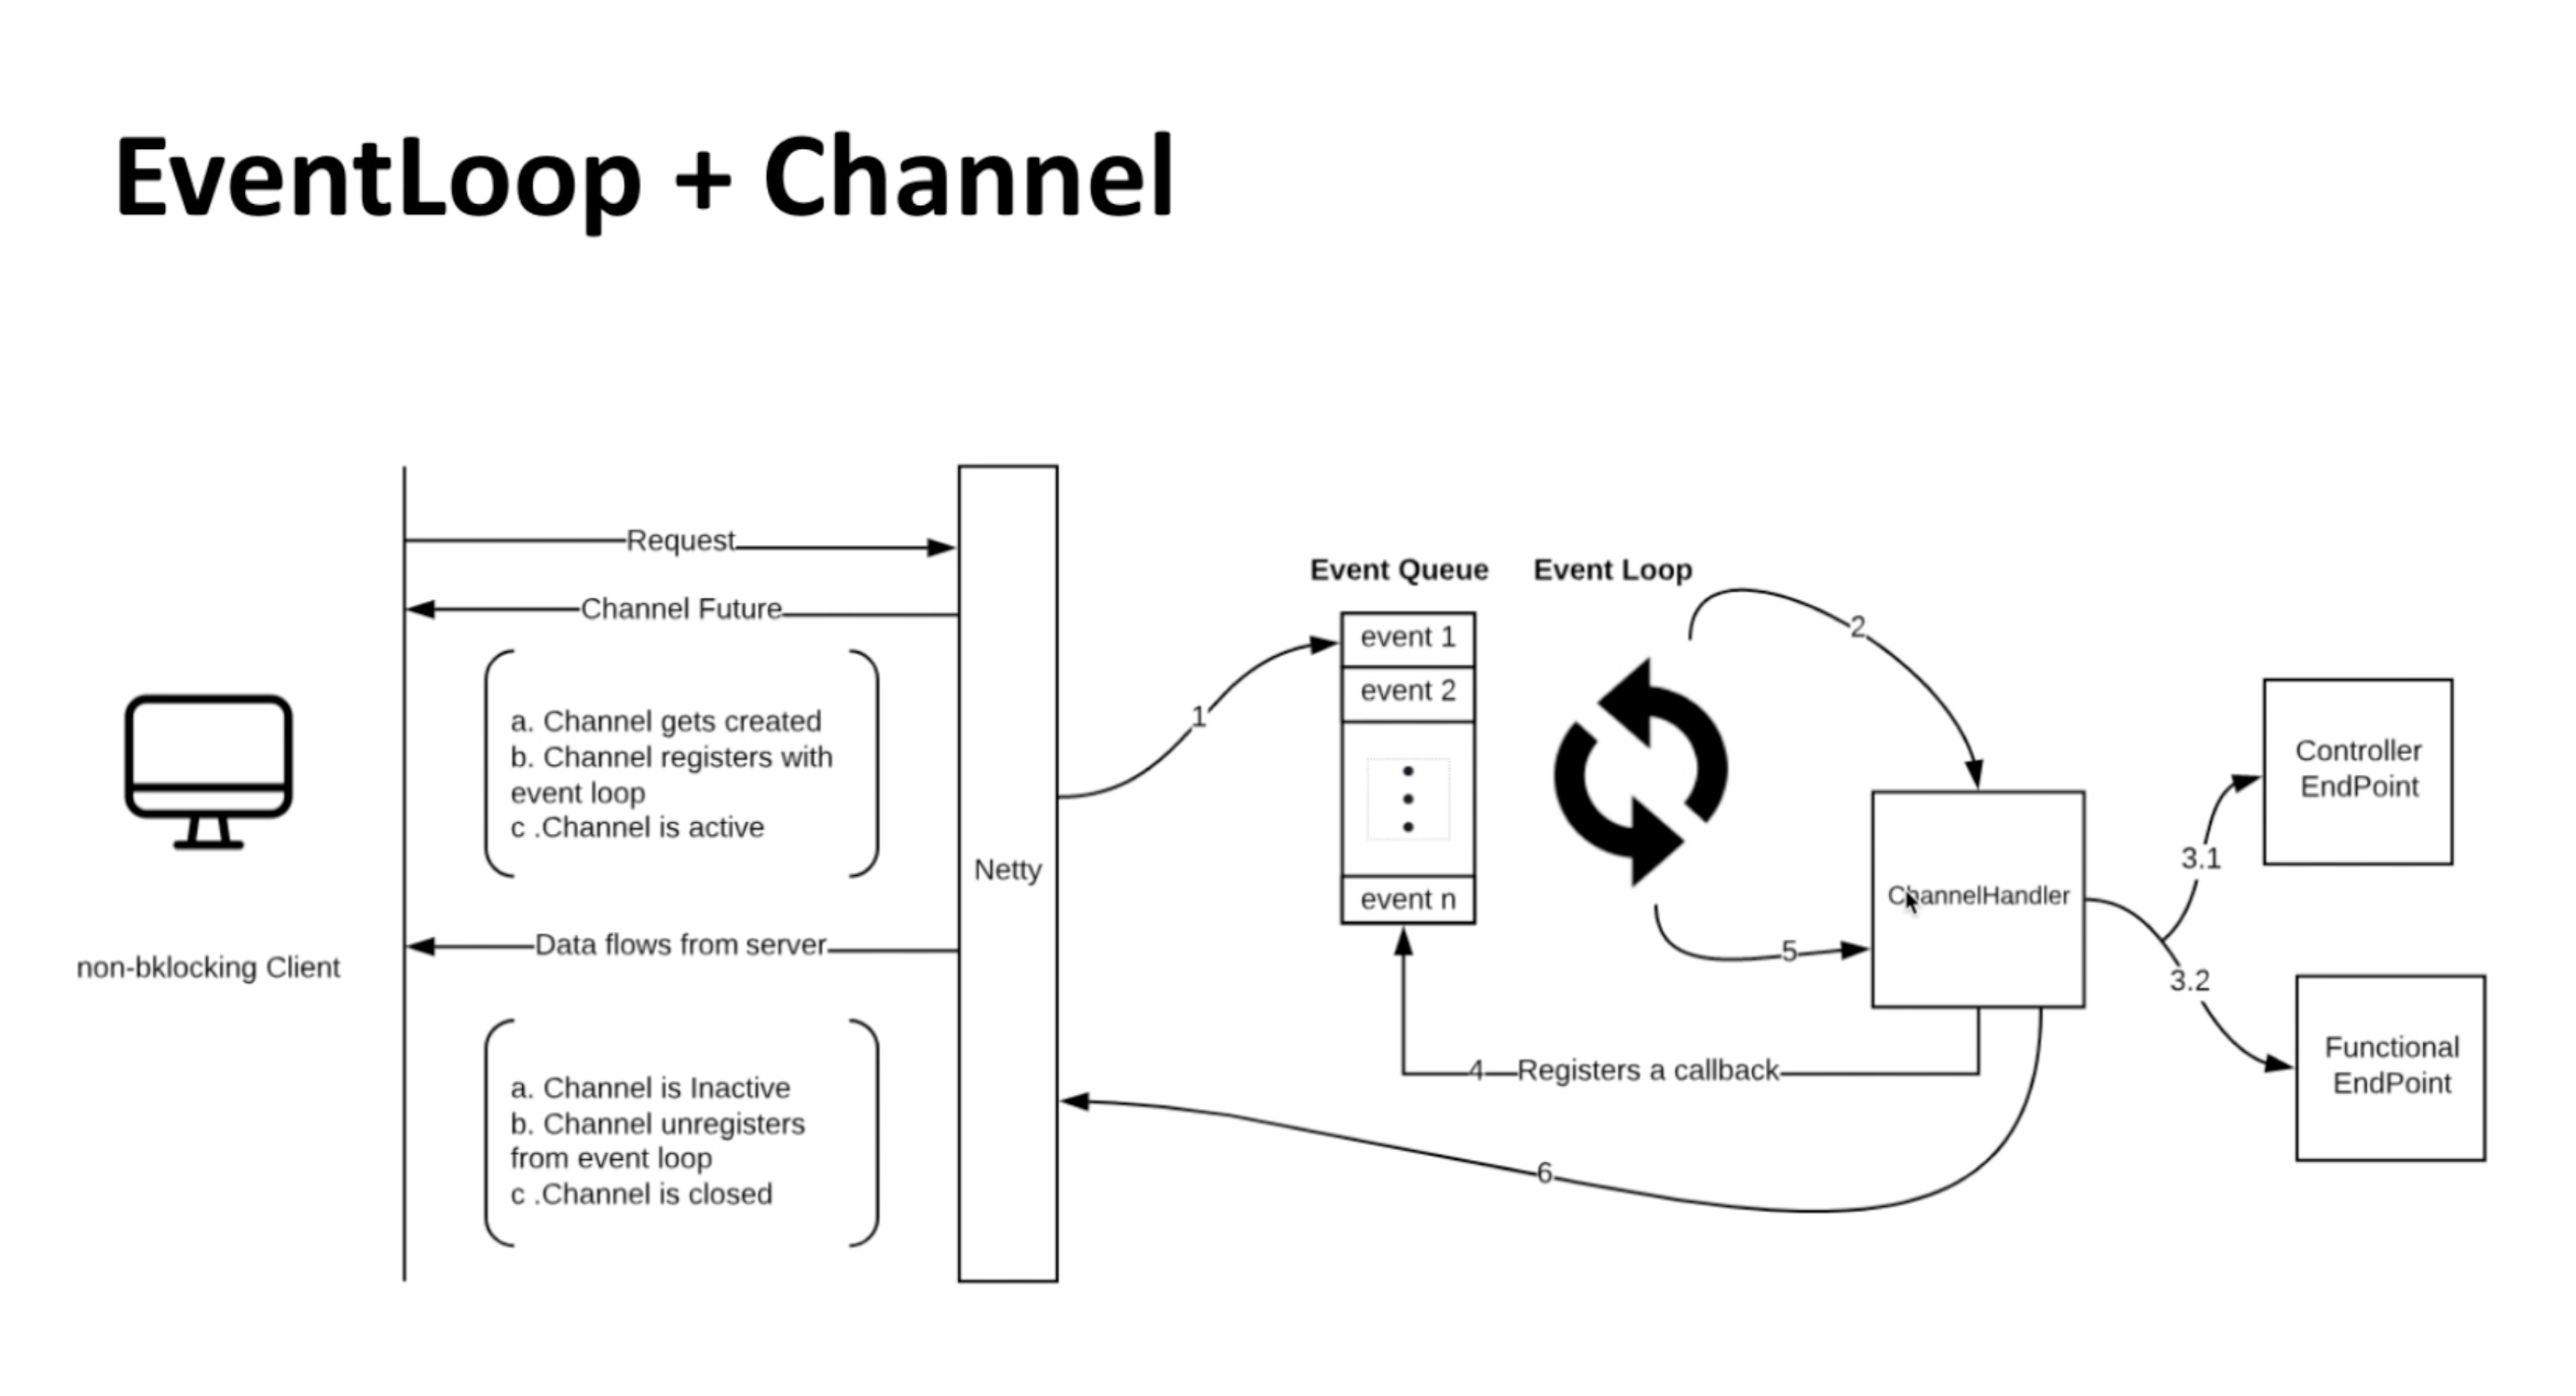 EventLoop + Channel
Request
Channel Future
a. Channel gets created
b. Channel registers with
event loop
c .Channel is active
Data flows from server
a. Channel is Inactive
b. Channel unregisters
from event loop
c .Channel is closed
non-bklocking Client
Netty
1
Event Queue
event 1
event 2
event n
Event Loop
2
5
4
Registers a callback
6
ChannelHandler
3.1
3.2
Controller
EndPoint
Functional
EndPoint